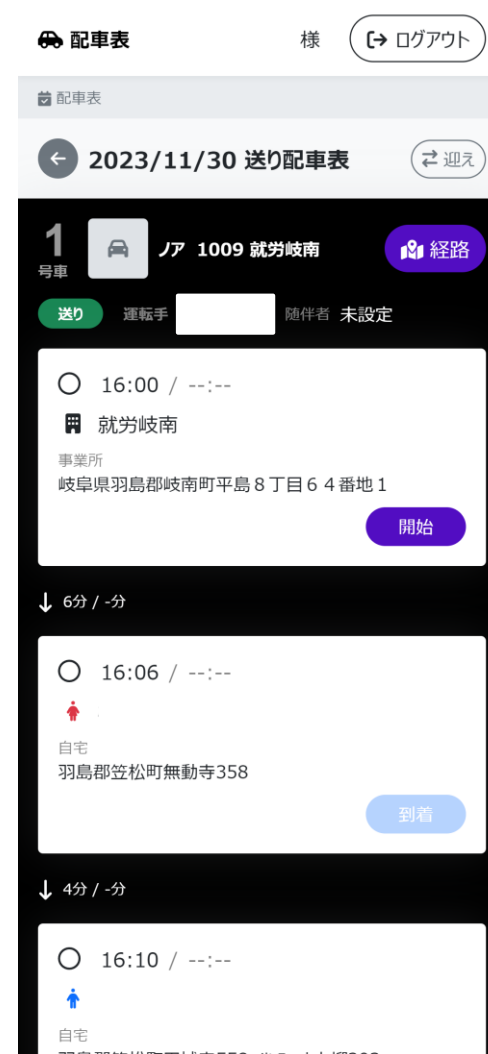 配車表
様
ログアウト
配車表
2023/11/30 送り配車表
迎え
1
号車
ノア 1009 就労岐南
経路
送り 運転手 随伴者 未設定
16:00 / --:--
就労岐南
事業所
岐阜県羽島郡岐南町平島８丁目６４番地１
開始
6分 / -分
16:06 / --:--
自宅
羽島郡笠松町無動寺358
到着
4分 / -分
16:10 / --:--
自宅